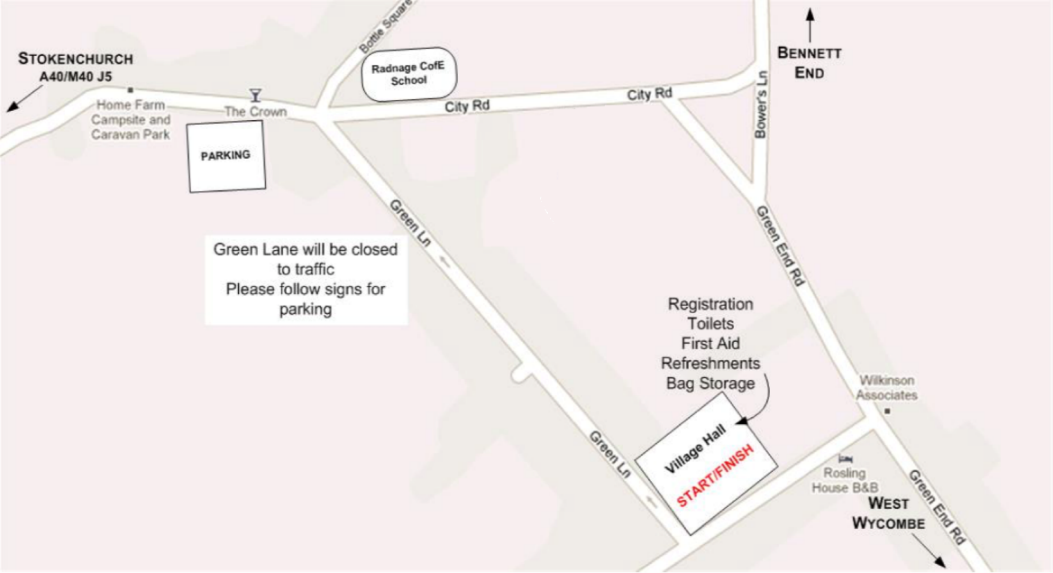 STOKENCHURCH
A40/M40 J5
Home Farm
Campsite and
Caravan Park
The Crown
PARKING
Bottle Square
Radnage CofE
School
City Rd
City Rd
BENNETT
END
Bower's Ln
Green Ln
Green Lane will be closed
to traffic
Please follow signs for
parking
Green End Rd
Registration
Toilets
First Aid
Refreshments
Bag Storage
Village Hall
START/FINISH
Green Ln
Wilkinson
Associates
Rosling
House B&B
Green End Rd
WEST
WYCOMBE